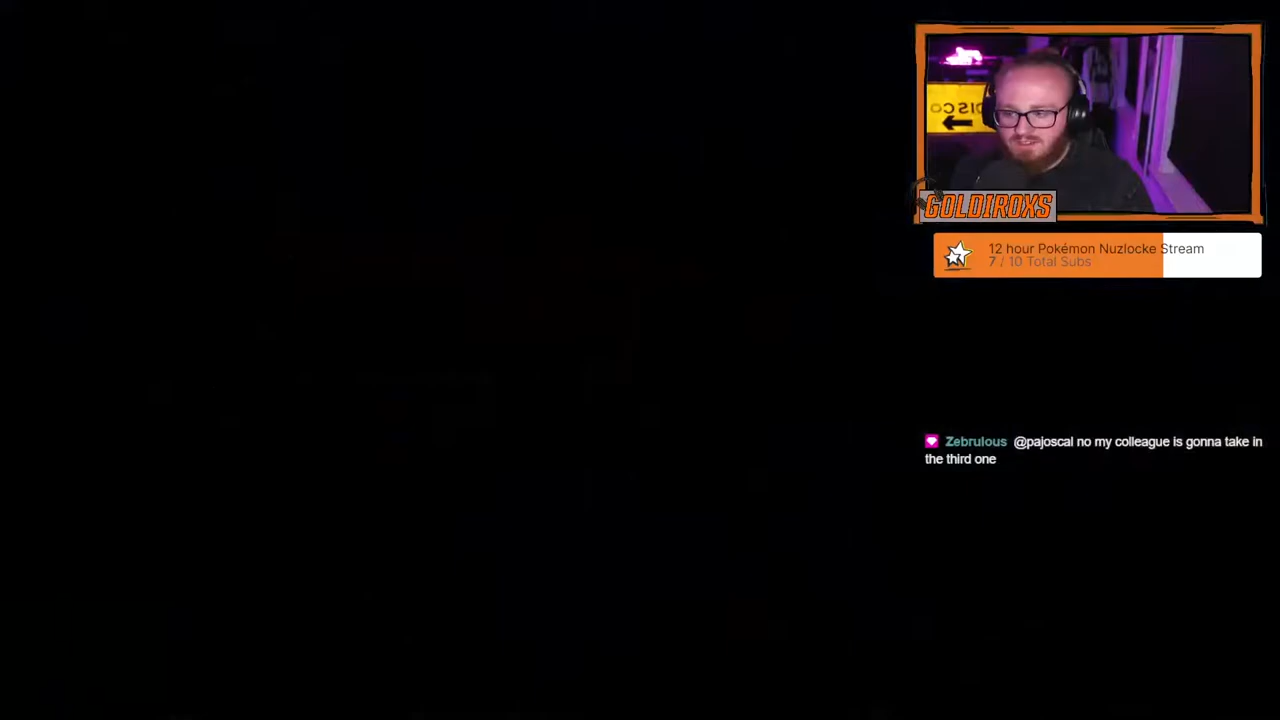 DISCO
GOLDIROXS
12 hour Pokémon Nuzlocke Stream
7 / 10 Total Subs
Zebrulous @pajoscal no my colleague is gonna take in
the third one